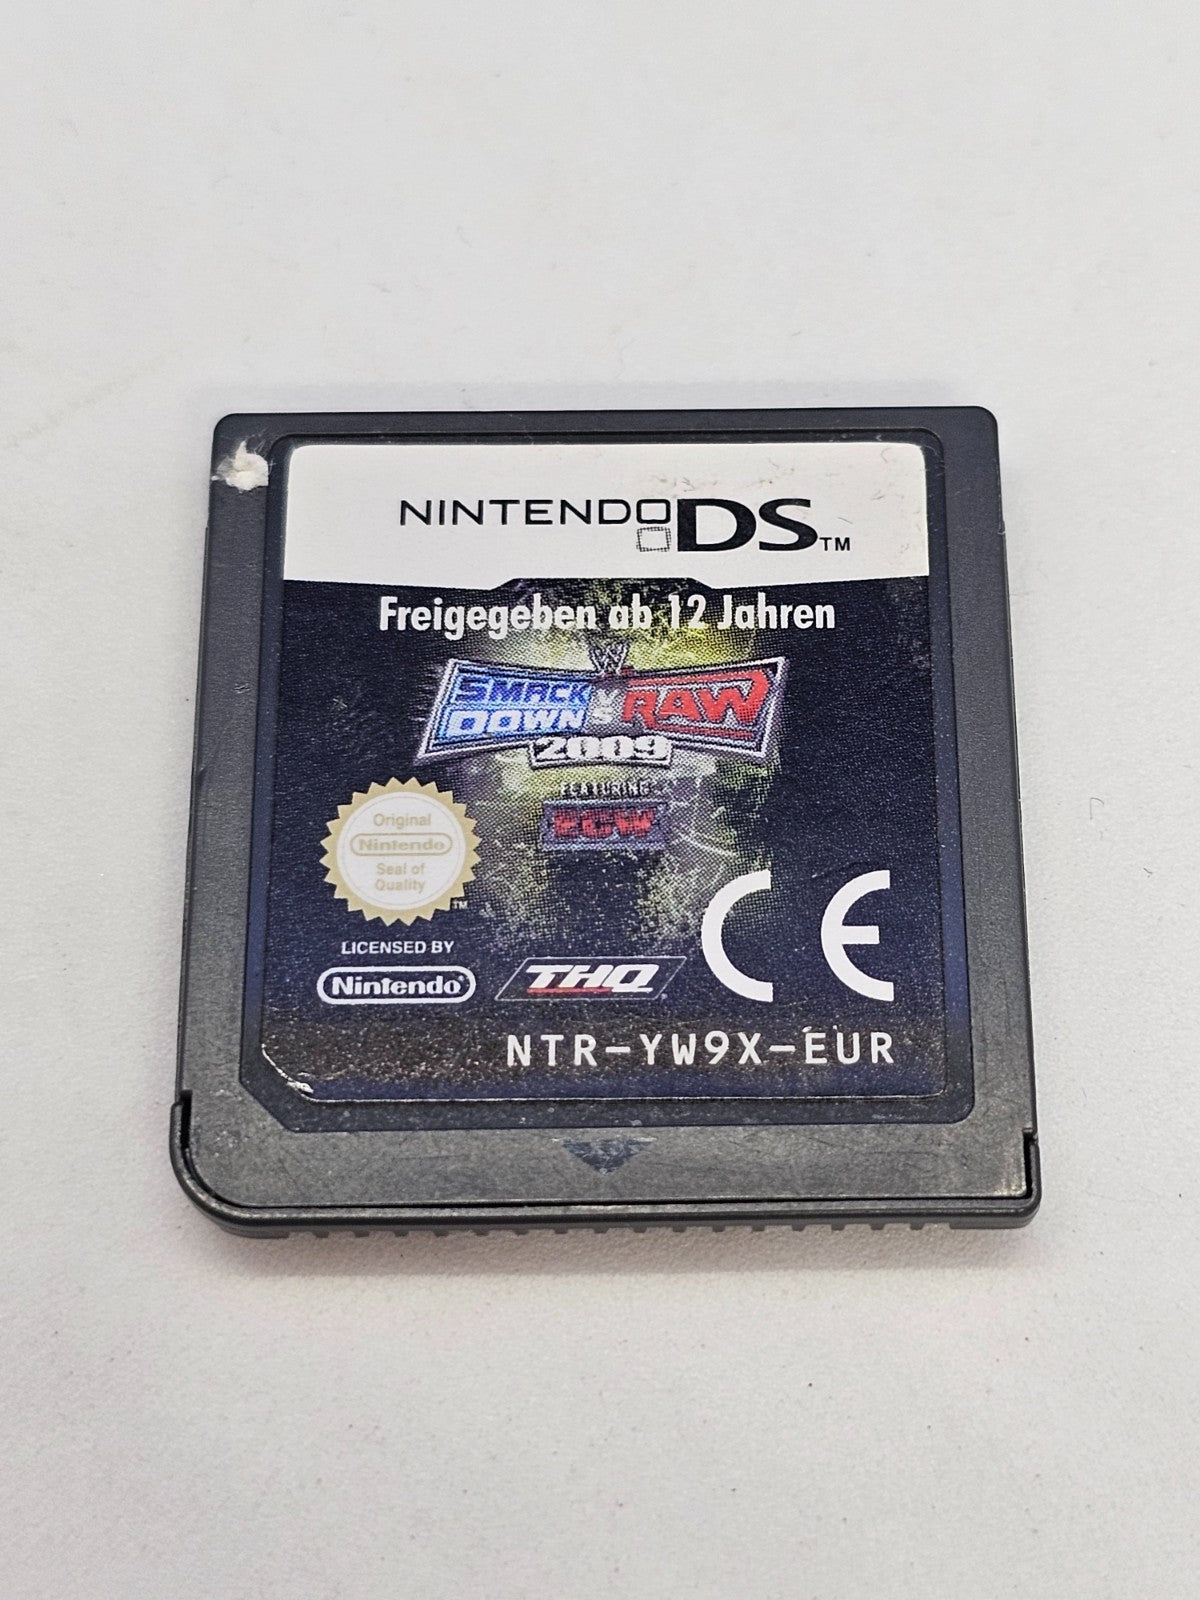 NINTENDO DS™
Freigegeben ab 12 Jahren
W
SMACK DOWN VS RAW
2009
FEATURING
ECW
Original
Nintendo
Seal of
Quality
TM
LICENSED BY
Nintendo®
THQ
CE
NTR-YW9X-EUR